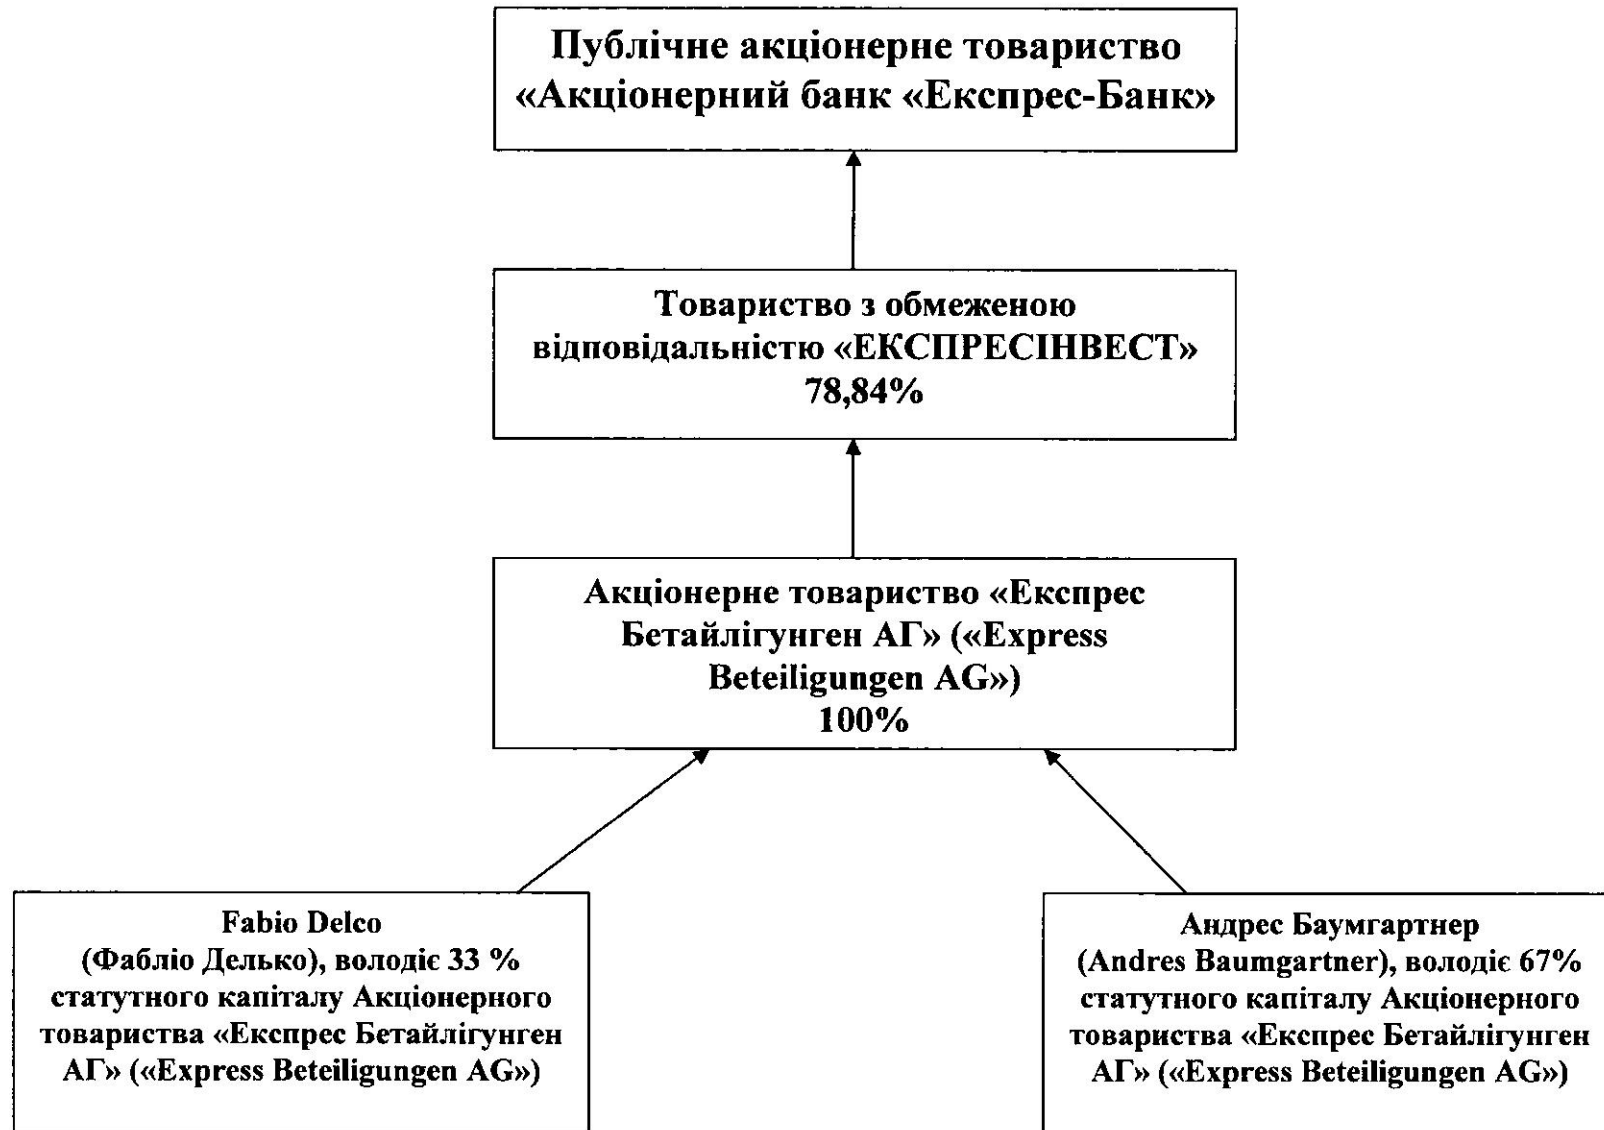 Публічне акціонерне товариство
«Акціонерний банк «Експрес-Банк»
Товариство з обмеженою
відповідальністю «ЕКСПРЕСІНВЕСТ»
78,84%
Акціонерне товариство «Експрес
Бетайлігунген АГ» («Express
Beteiligungen AG»)
100%
Fabio Delco
(Фабліо Делько), володіє 33 %
статутного капіталу Акціонерного
товариства «Експрес Бетайлігунген
АГ» («Express Beteiligungen AG»)
Андрес Баумгартнер
(Andres Baumgartner), володіє 67%
статутного капіталу Акціонерного
товариства «Експрес Бетайлігунген
АГ» («Express Beteiligungen AG»)